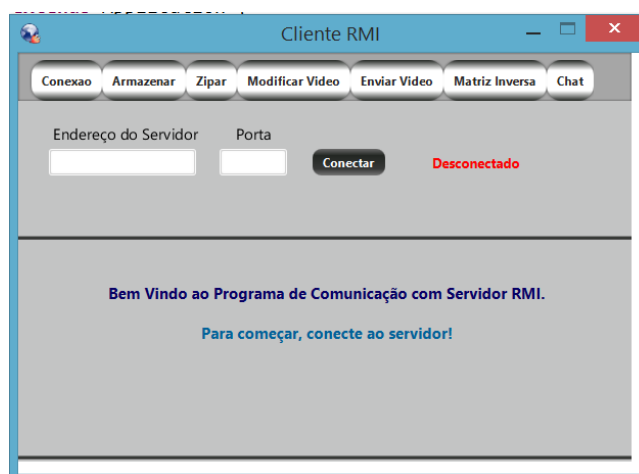 Cliente RMI
Conexao Armazenar Zipar Modificar Video Enviar Video Matriz Inversa Chat
Endereço do Servidor Porta
Conectar Desconectado
Bem Vindo ao Programa de Comunicação com Servidor RMI.
Para começar, conecte ao servidor!